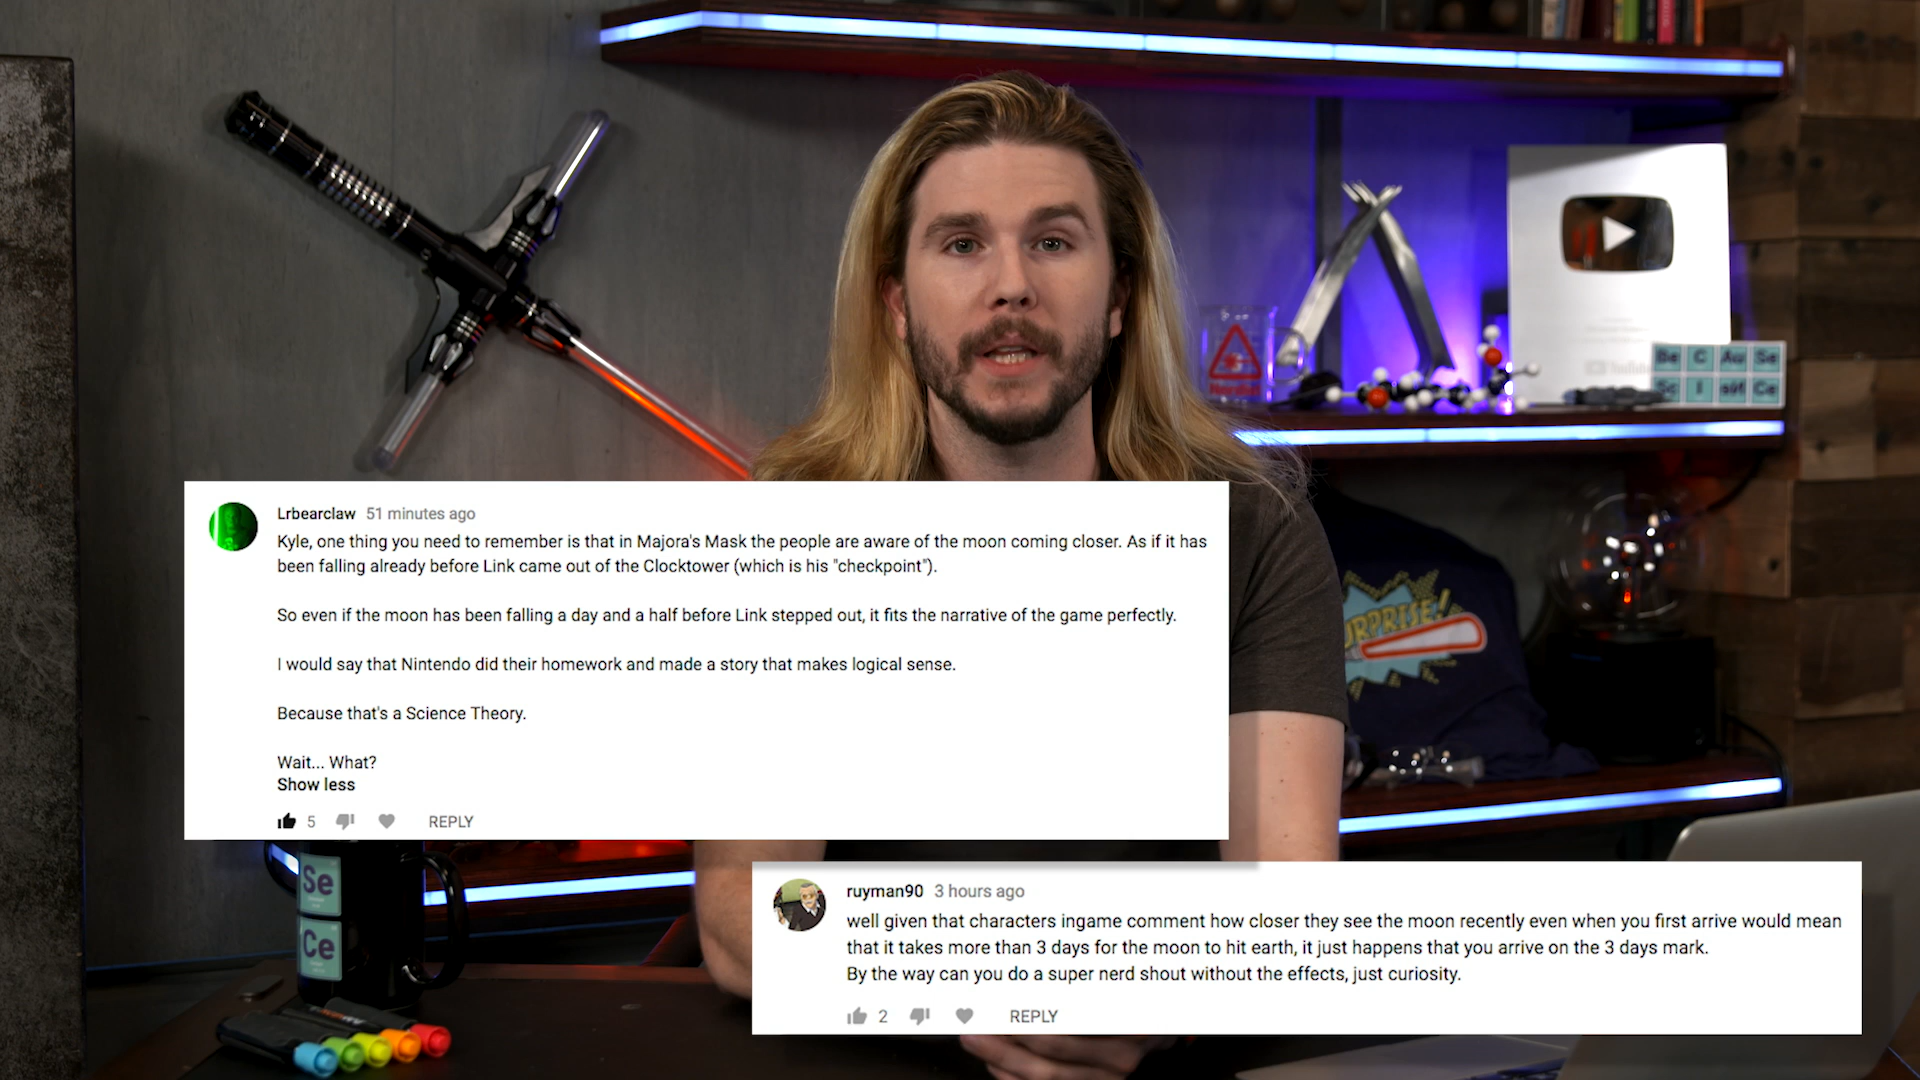 Be C Au Se
Sc I Ce
SURPRISE!
Lrbearclaw 51 minutes ago
Kyle, one thing you need to remember is that in Majora's Mask the people are aware of the moon coming closer. As if it has
been falling already before Link came out of the Clocktower (which is his "checkpoint").
So even if the moon has been falling a day and a half before Link stepped out, it fits the narrative of the game perfectly.
I would say that Nintendo did their homework and made a story that makes logical sense.
Because that's a Science Theory.
Wait... What?
Show less
5 REPLY
Se
Ce
ruyman90 3 hours ago
well given that characters ingame comment how closer they see the moon recently even when you first arrive would mean
that it takes more than 3 days for the moon to hit earth, it just happens that you arrive on the 3 days mark.
By the way can you do a super nerd shout without the effects, just curiosity.
2 REPLY